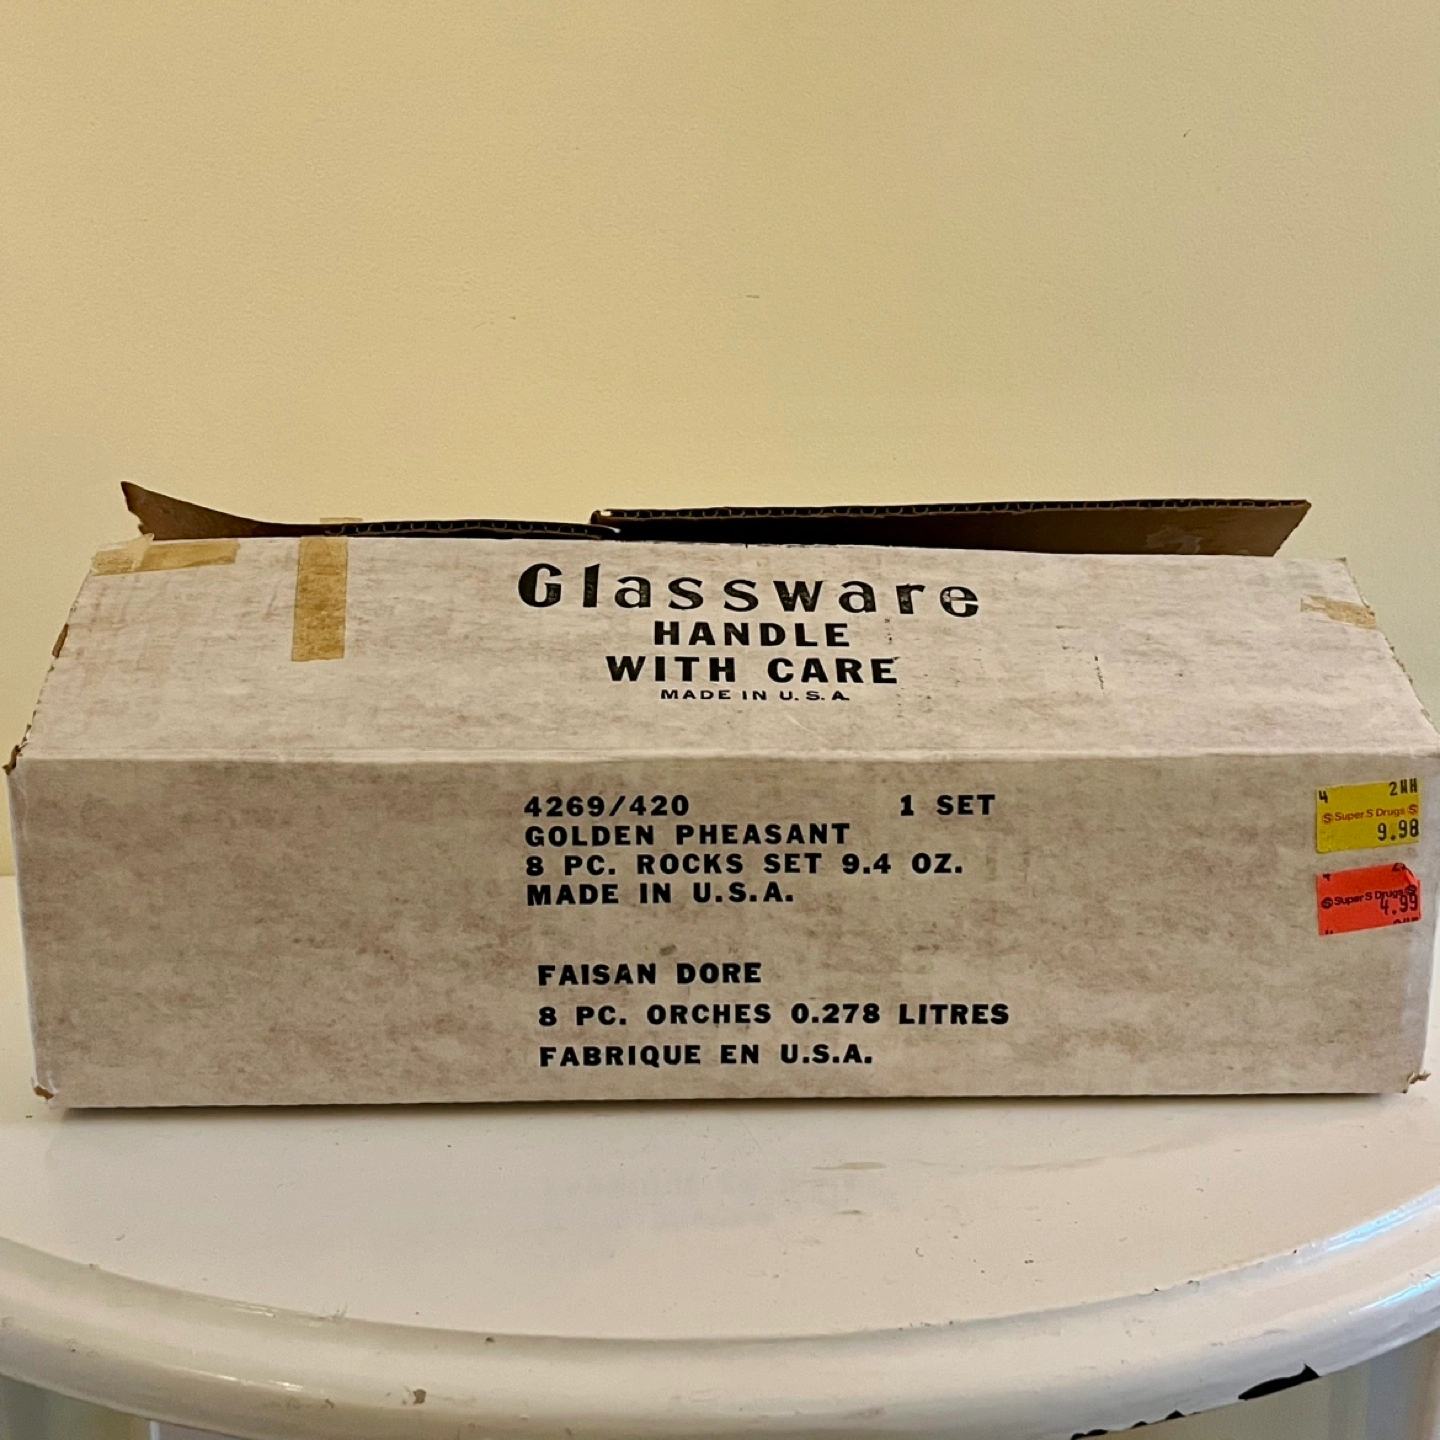 Glassware
HANDLE
WITH CARE
MADE IN U.S.A.
4269/420 1 SET
GOLDEN PHEASANT
8 PC. ROCKS SET 9.4 OZ.
MADE IN U.S.A.
FAISAN DORE
8 PC. ORCHES 0.278 LITRES
FABRIQUE EN U.S.A.
4 2WH
Super S Drugs
9.98
Super S Drugs
4.99